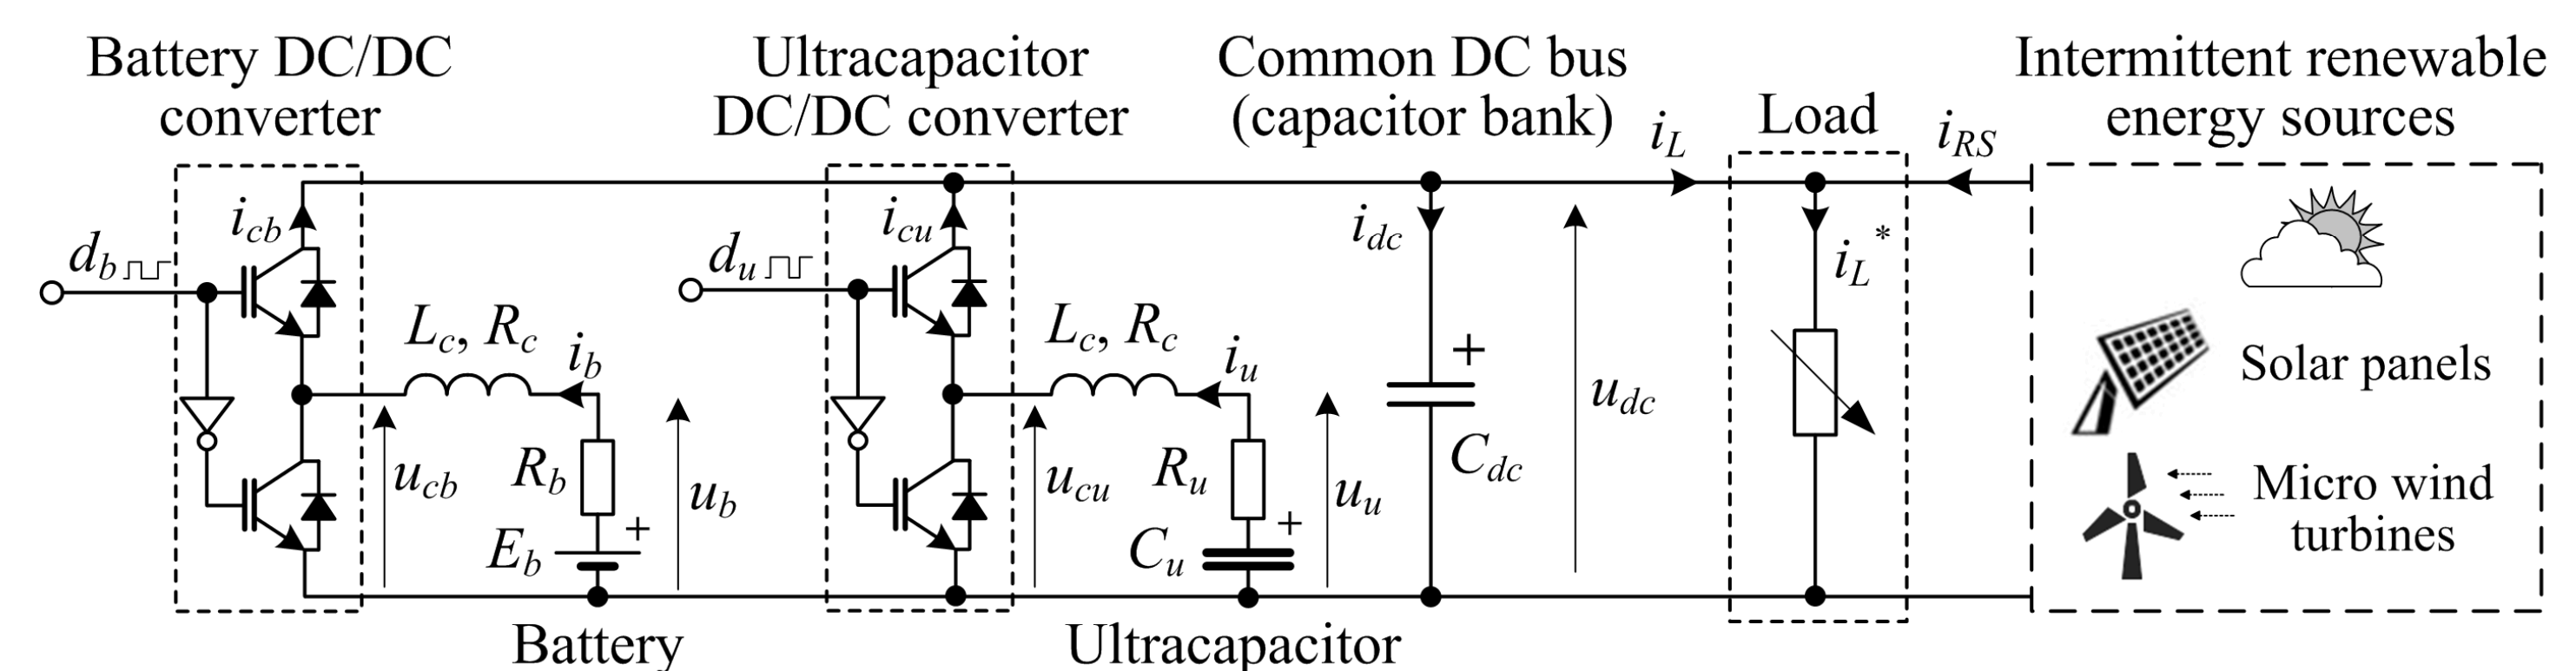 Battery DC/DC
converter
Ultracapacitor
DC/DC converter
Common DC bus
(capacitor bank)
Load
Intermittent renewable
energy sources
i_L
i_RS
i_cb
i_cu
i_dc
i_L*
d_b
d_u
L_c, R_c
i_b
L_c, R_c
i_u
+
u_dc
Solar panels
u_cb
R_b
u_b
u_cu
R_u
u_u
C_dc
Micro wind
turbines
E_b
+
C_u
+
Battery
Ultracapacitor